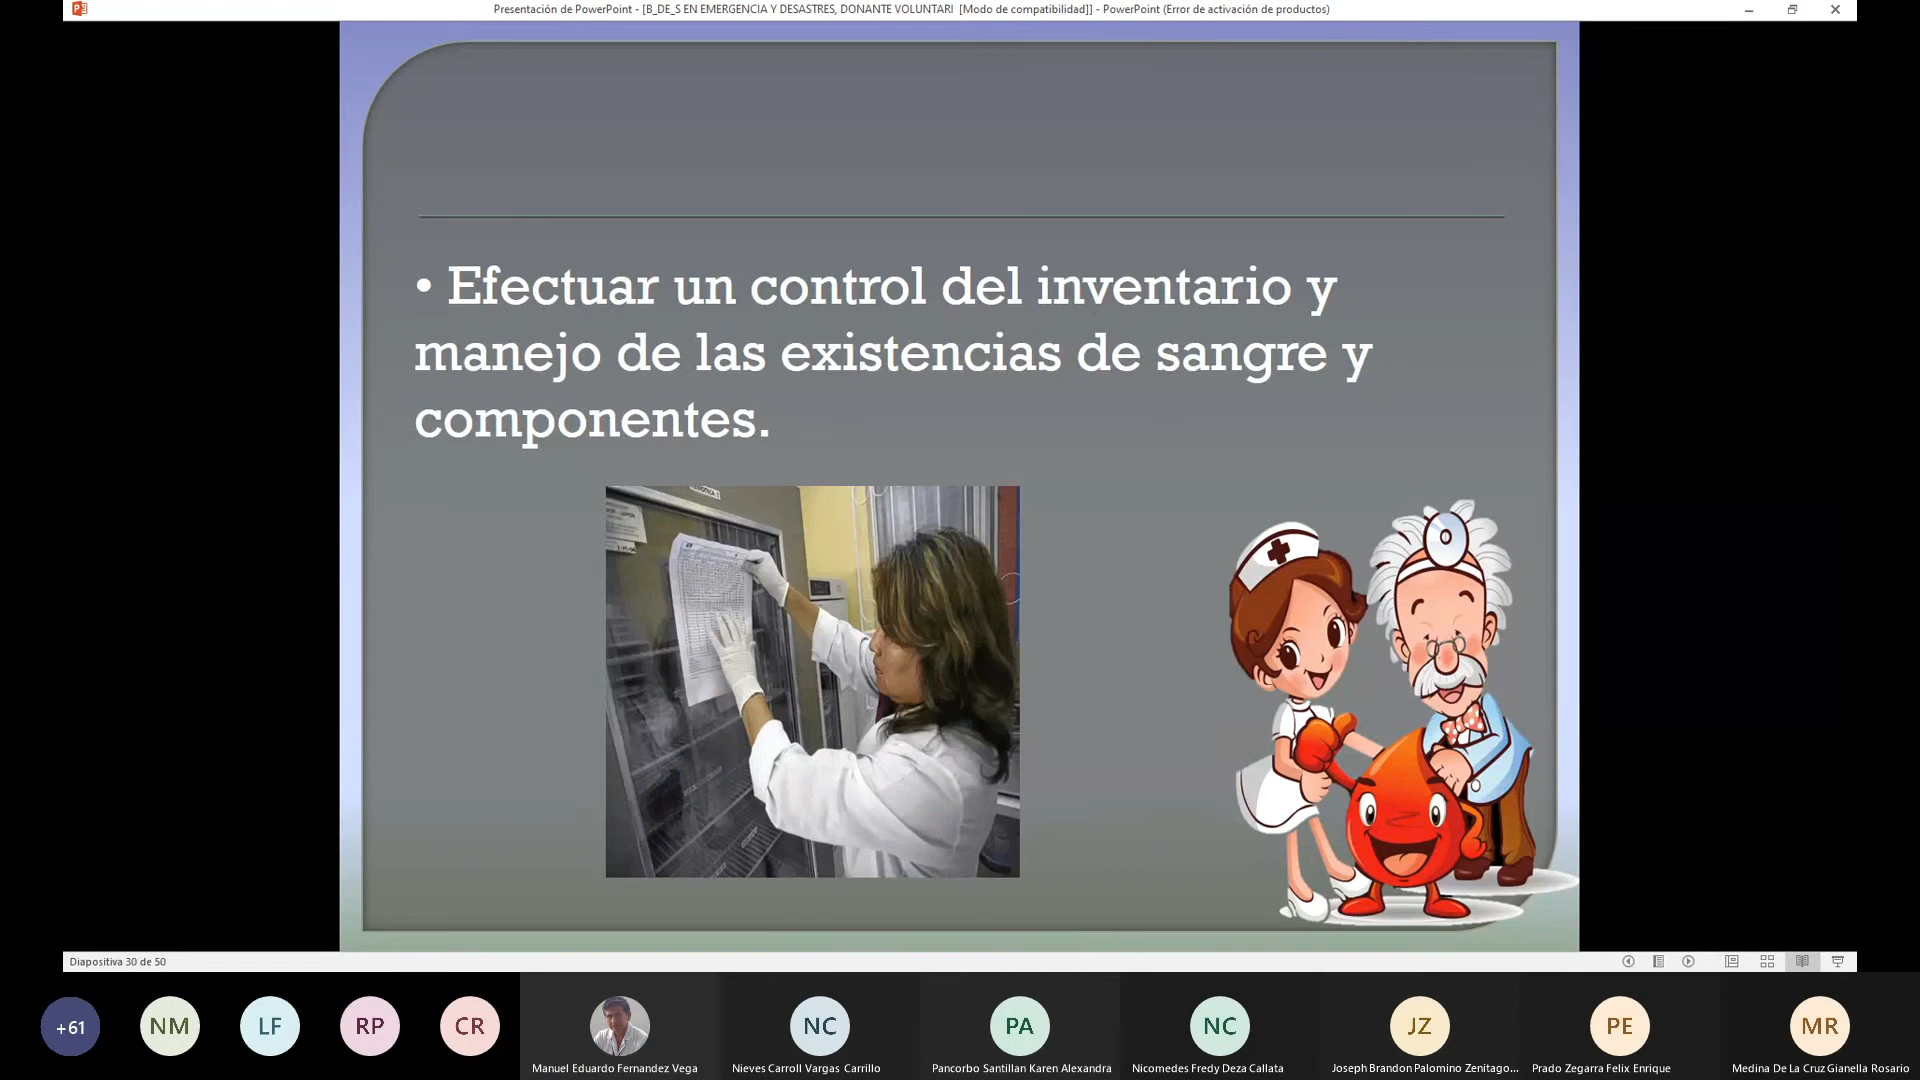 Presentación de PowerPoint - [B_DE_S EN EMERGENCIA Y DESASTRES, DONANTE VOLUNTARI [Modo de compatibilidad]] - PowerPoint (Error de activación de productos)
• Efectuar un control del inventario y
manejo de las existencias de sangre y
componentes.
Diapositiva 30 de 50
+61
NM
LF
RP
CR
NC
PA
NC
JZ
PE
MR
Manuel Eduardo Fernandez Vega
Nieves Carroll Vargas Carrillo
Pancorbo Santillan Karen Alexandra
Nicomedes Fredy Deza Callata
Joseph Brandon Palomino Zenitago...
Prado Zegarra Felix Enrique
Medina De La Cruz Gianella Rosario